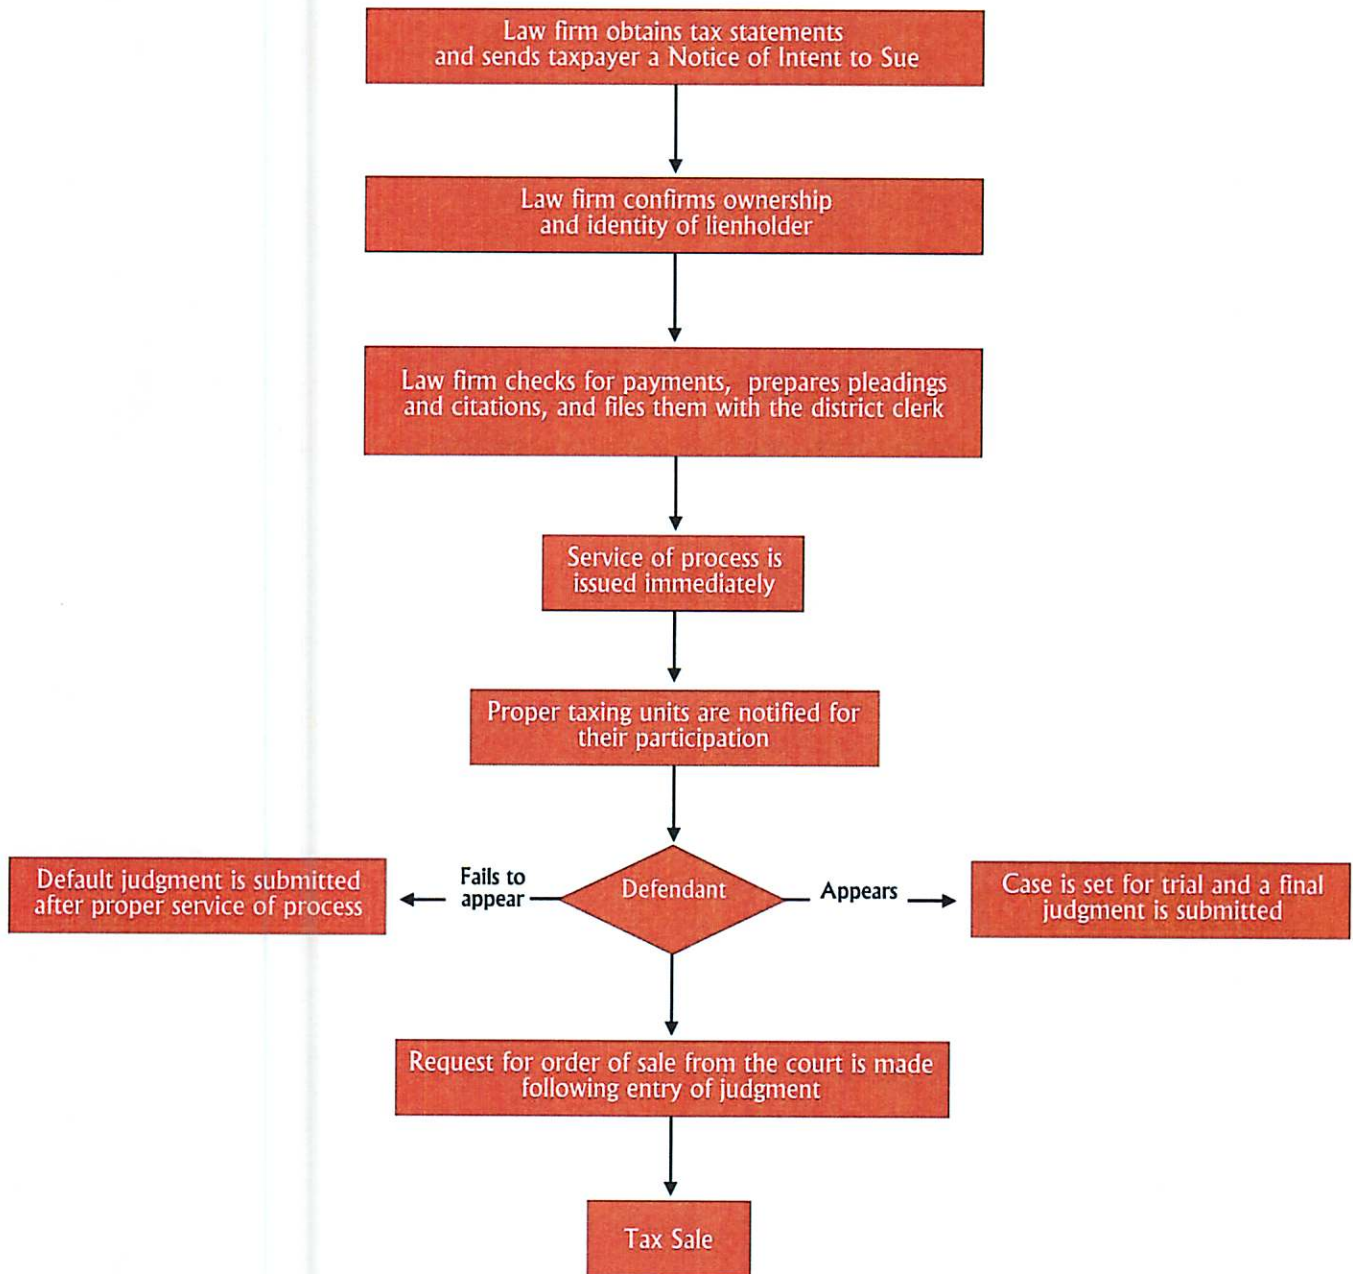 Law firm obtains tax statements
and sends taxpayer a Notice of Intent to Sue
Law firm confirms ownership
and identity of lienholder
Law firm checks for payments, prepares pleadings
and citations, and files them with the district clerk
Service of process is
issued immediately
Proper taxing units are notified for
their participation
Default judgment is submitted
after proper service of process
Fails to
appear
Defendant
Appears
Case is set for trial and a final
judgment is submitted
Request for order of sale from the court is made
following entry of judgment
Tax Sale